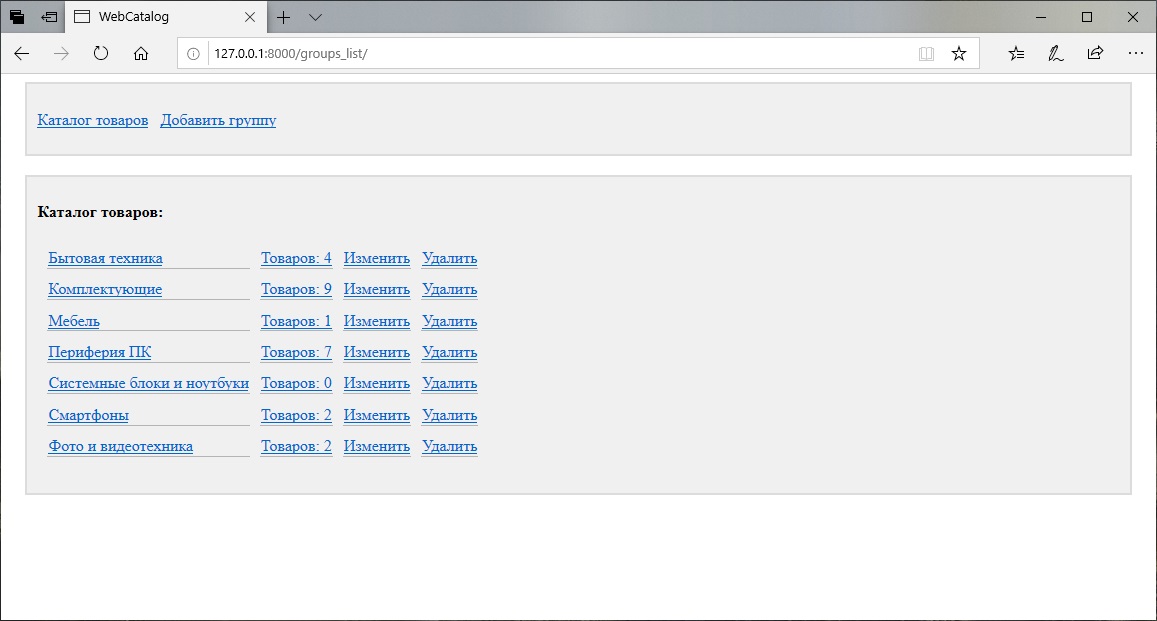 WebCatalog
127.0.0.1:8000/groups_list/
Каталог товаров Добавить группу
Каталог товаров:
Бытовая техника Товаров: 4 Изменить Удалить
Комплектующие Товаров: 9 Изменить Удалить
Мебель Товаров: 1 Изменить Удалить
Периферия ПК Товаров: 7 Изменить Удалить
Системные блоки и ноутбуки Товаров: 0 Изменить Удалить
Смартфоны Товаров: 2 Изменить Удалить
Фото и видеотехника Товаров: 2 Изменить Удалить